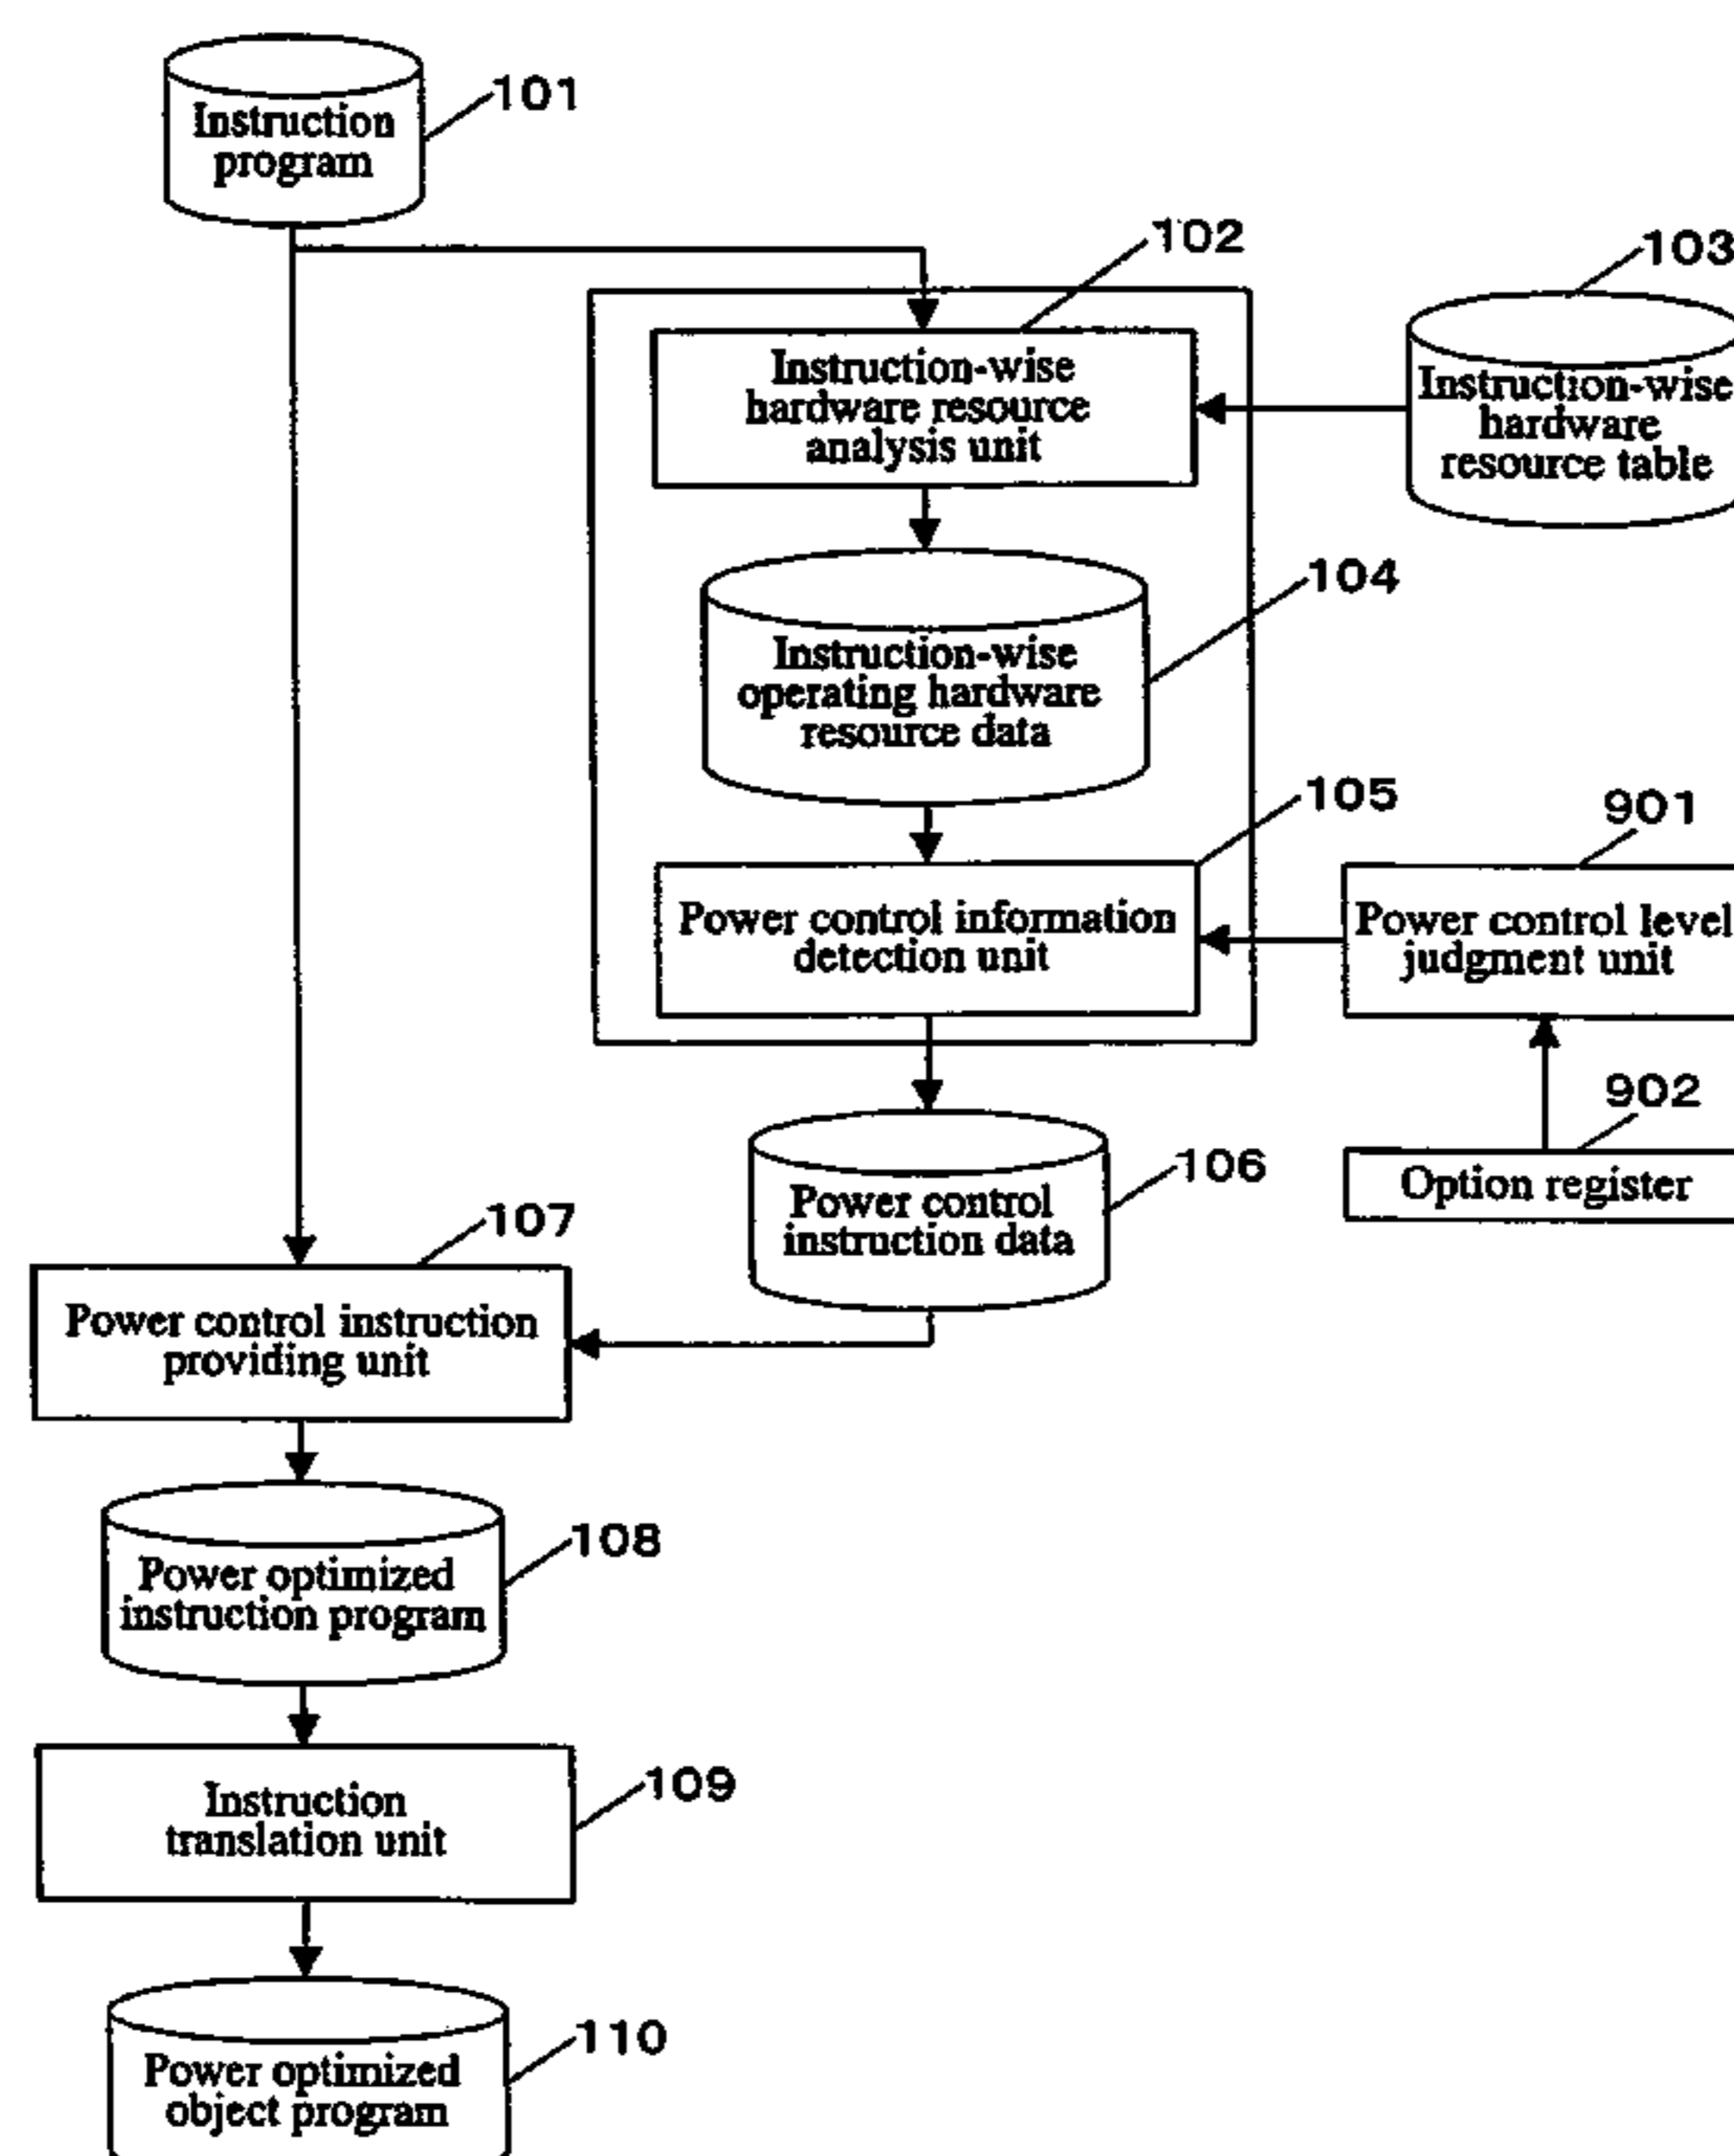 101
Instruction
program
102
103
Instruction-wise
hardware resource
analysis unit
Instruction-wise
hardware
resource table
104
Instruction-wise
operating hardware
resource data
105
901
Power control information
detection unit
Power control level
judgment unit
902
106
Option register
Power control
instruction data
107
Power control instruction
providing unit
108
Power optimized
instruction program
109
Instruction
translation unit
110
Power optimized
object program